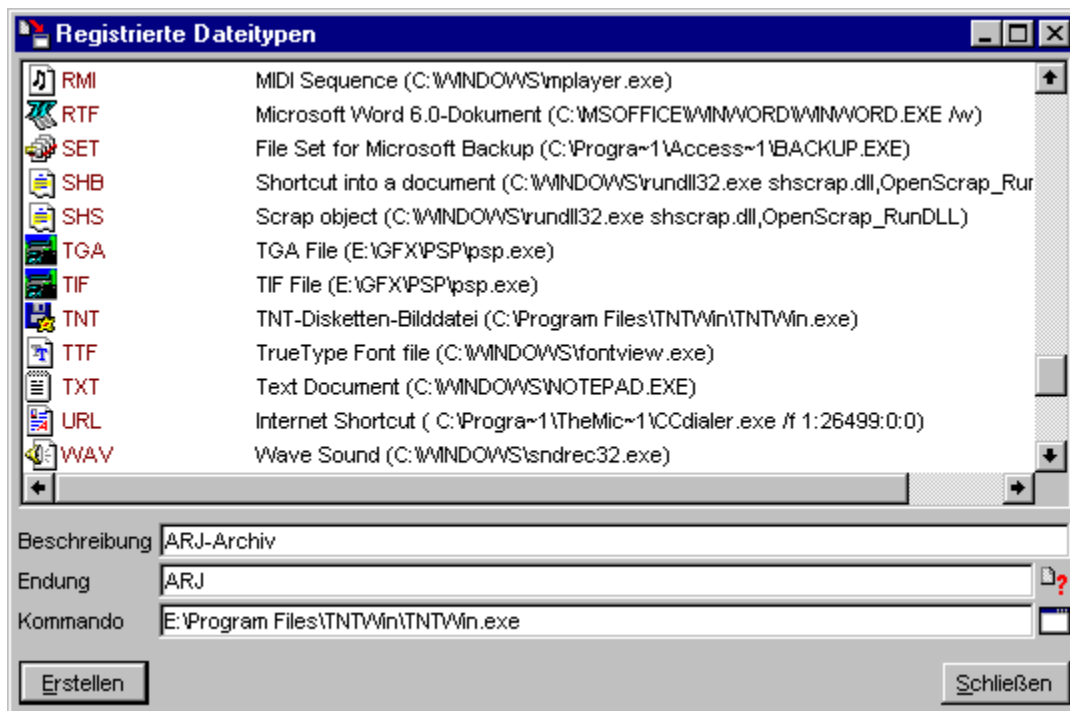 Registrierte Dateitypen
RMI MIDI Sequence (C:\WINDOWS\mplayer.exe)
RTF Microsoft Word 6.0-Dokument (C:\MSOFFICE\WINWORD\WINWORD.EXE /w)
SET File Set for Microsoft Backup (C:\Progra~1\Access~1\BACKUP.EXE)
SHB Shortcut into a document (C:\WINDOWS\rundll32.exe shscrap.dll,OpenScrap_Run
SHS Scrap object (C:\WINDOWS\rundll32.exe shscrap.dll,OpenScrap_RunDLL)
TGA TGA File (E:\GFX\PSP\psp.exe)
TIF TIF File (E:\GFX\PSP\psp.exe)
TNT TNT-Disketten-Bilddatei (C:\Program Files\TNTWin\TNTWin.exe)
TTF TrueType Font file (C:\WINDOWS\fontview.exe)
TXT Text Document (C:\WINDOWS\NOTEPAD.EXE)
URL Internet Shortcut ( C:\Progra~1\TheMic~1\CCdialer.exe /f 1:26499:0:0)
WAV Wave Sound (C:\WINDOWS\sndrec32.exe)
Beschreibung ARJ-Archiv
Endung ARJ
Kommando E:\Program Files\TNTWin\TNTWin.exe
Erstellen Schließen